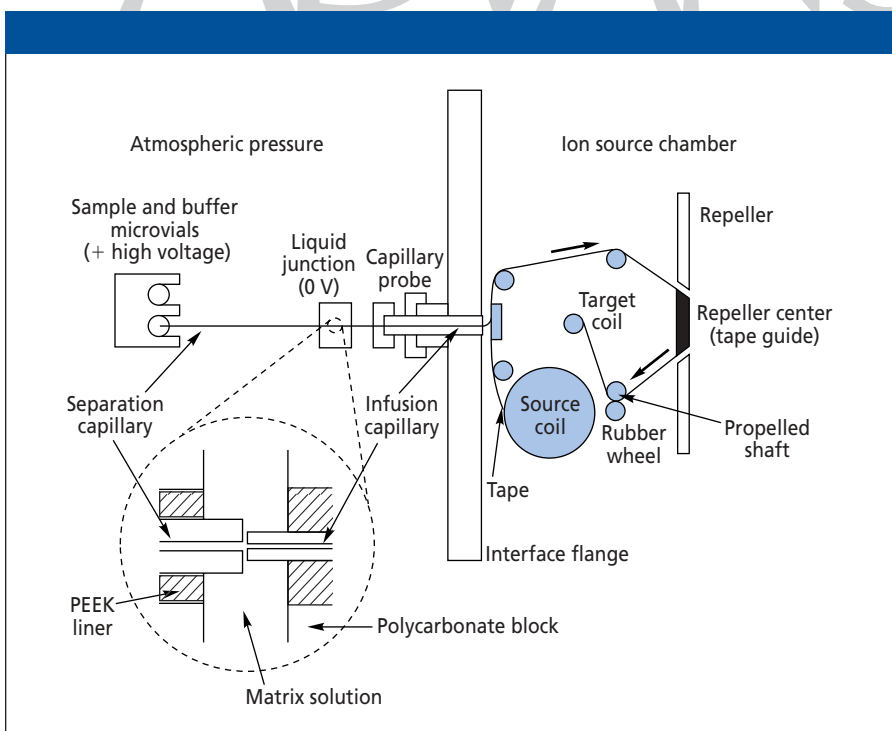 Atmospheric pressure
Ion source chamber
Sample and buffer
microvials
(+ high voltage)
Liquid
junction
(0 V)
Capillary
probe
Repeller
Target
coil
Repeller center
(tape guide)
Separation
capillary
Infusion
capillary
Source
coil
Rubber
wheel
Propelled
shaft
Tape
Interface flange
PEEK
liner
Polycarbonate block
Matrix solution